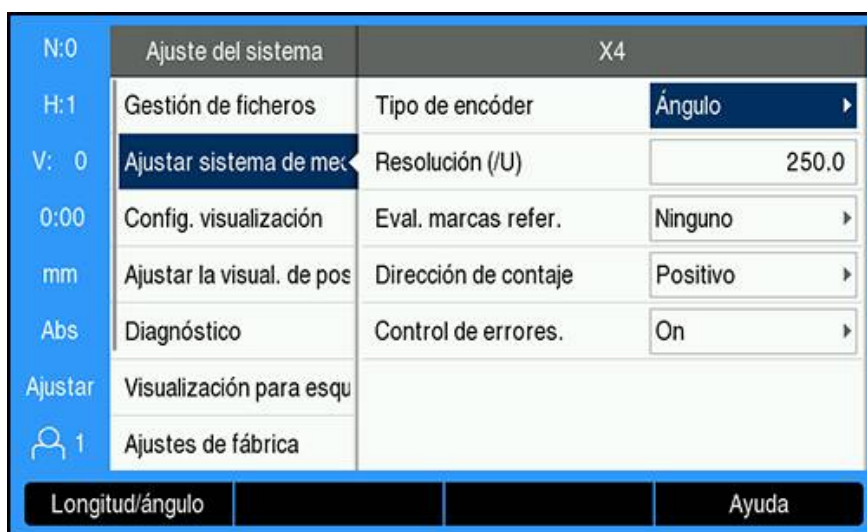 N:0
Ajuste del sistema
X4
H:1
Gestión de ficheros
Tipo de encóder
Ángulo
V: 0
Ajustar sistema de med
Resolución (/U)
250.0
0:00
Config. visualización
Eval. marcas refer.
Ninguno
mm
Ajustar la visual. de pos
Dirección de contaje
Positivo
Abs
Diagnóstico
Control de errores.
On
Ajustar
Visualización para esqu
1
Ajustes de fábrica
Longitud/ángulo
Ayuda